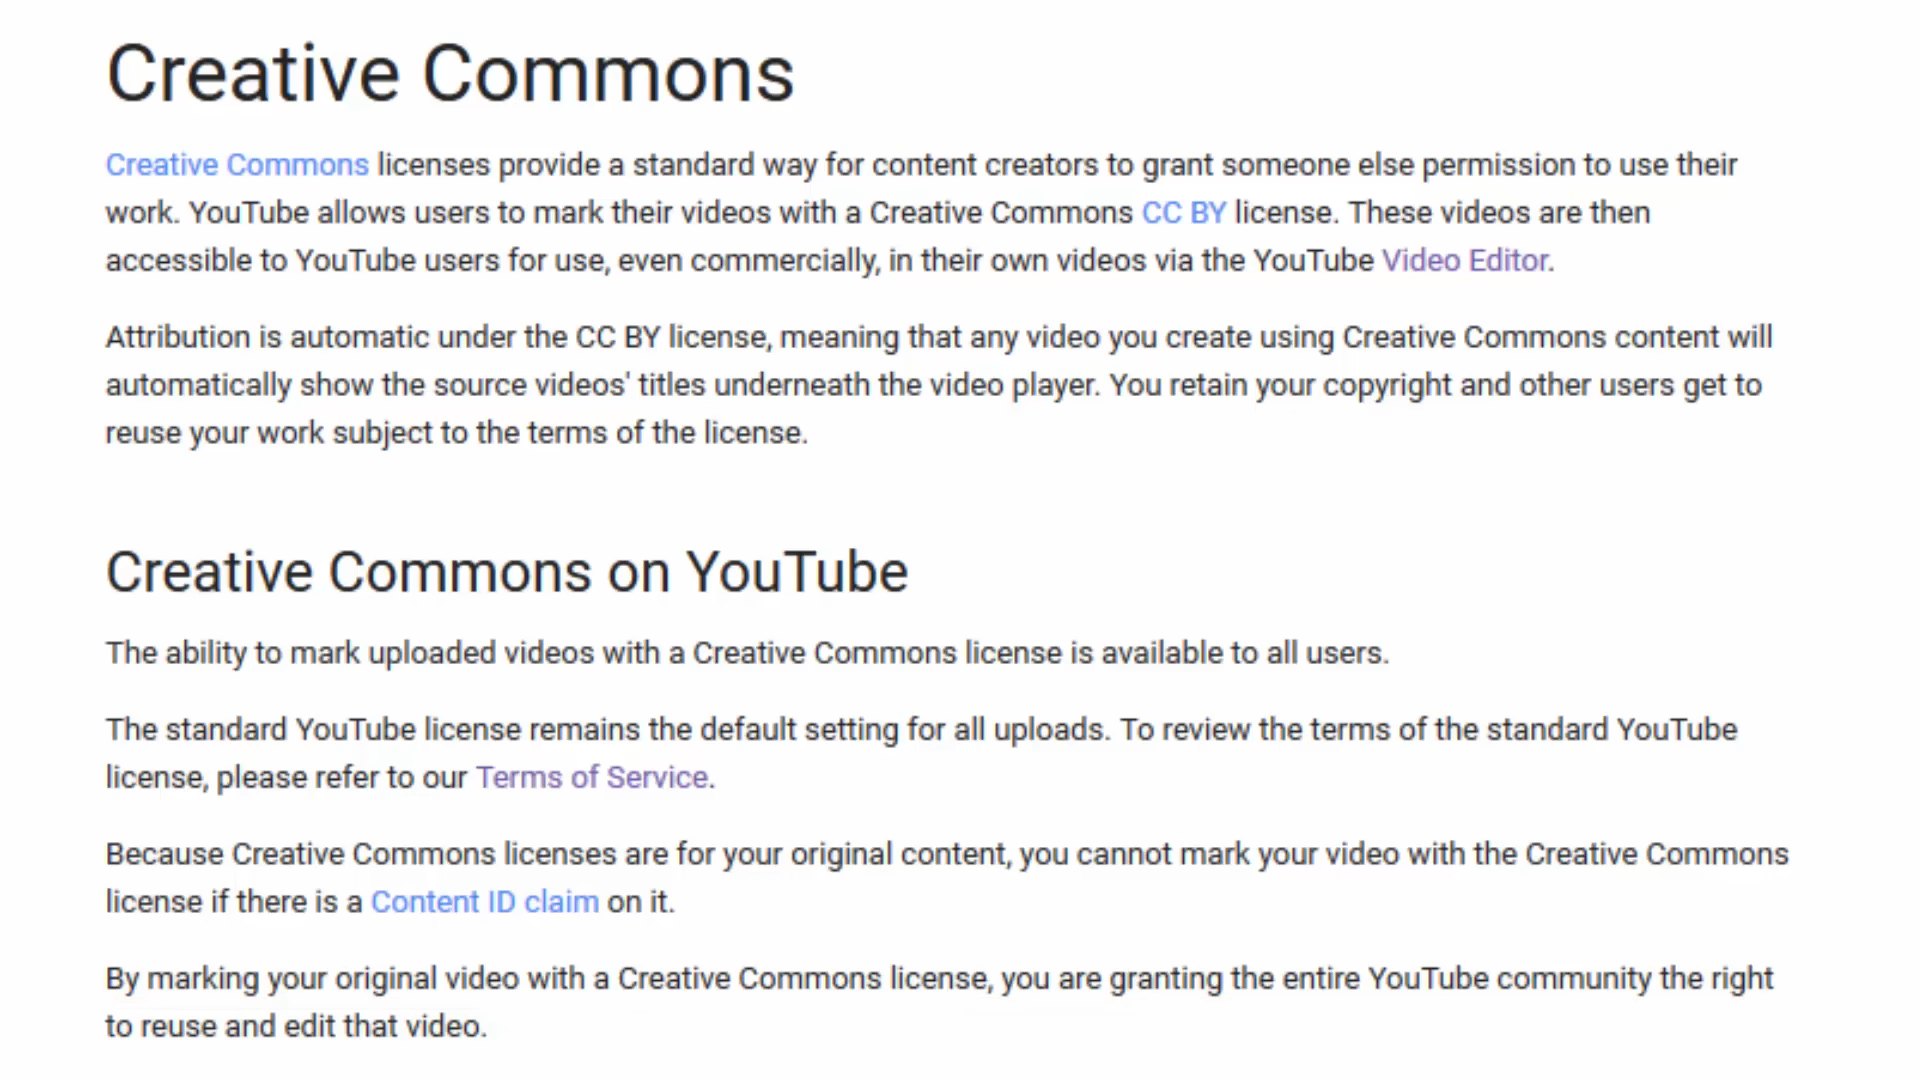 Creative Commons
Creative Commons licenses provide a standard way for content creators to grant someone else permission to use their
work. YouTube allows users to mark their videos with a Creative Commons CC BY license. These videos are then
accessible to YouTube users for use, even commercially, in their own videos via the YouTube Video Editor.
Attribution is automatic under the CC BY license, meaning that any video you create using Creative Commons content will
automatically show the source videos' titles underneath the video player. You retain your copyright and other users get to
reuse your work subject to the terms of the license.
Creative Commons on YouTube
The ability to mark uploaded videos with a Creative Commons license is available to all users.
The standard YouTube license remains the default setting for all uploads. To review the terms of the standard YouTube
license, please refer to our Terms of Service.
Because Creative Commons licenses are for your original content, you cannot mark your video with the Creative Commons
license if there is a Content ID claim on it.
By marking your original video with a Creative Commons license, you are granting the entire YouTube community the right
to reuse and edit that video.